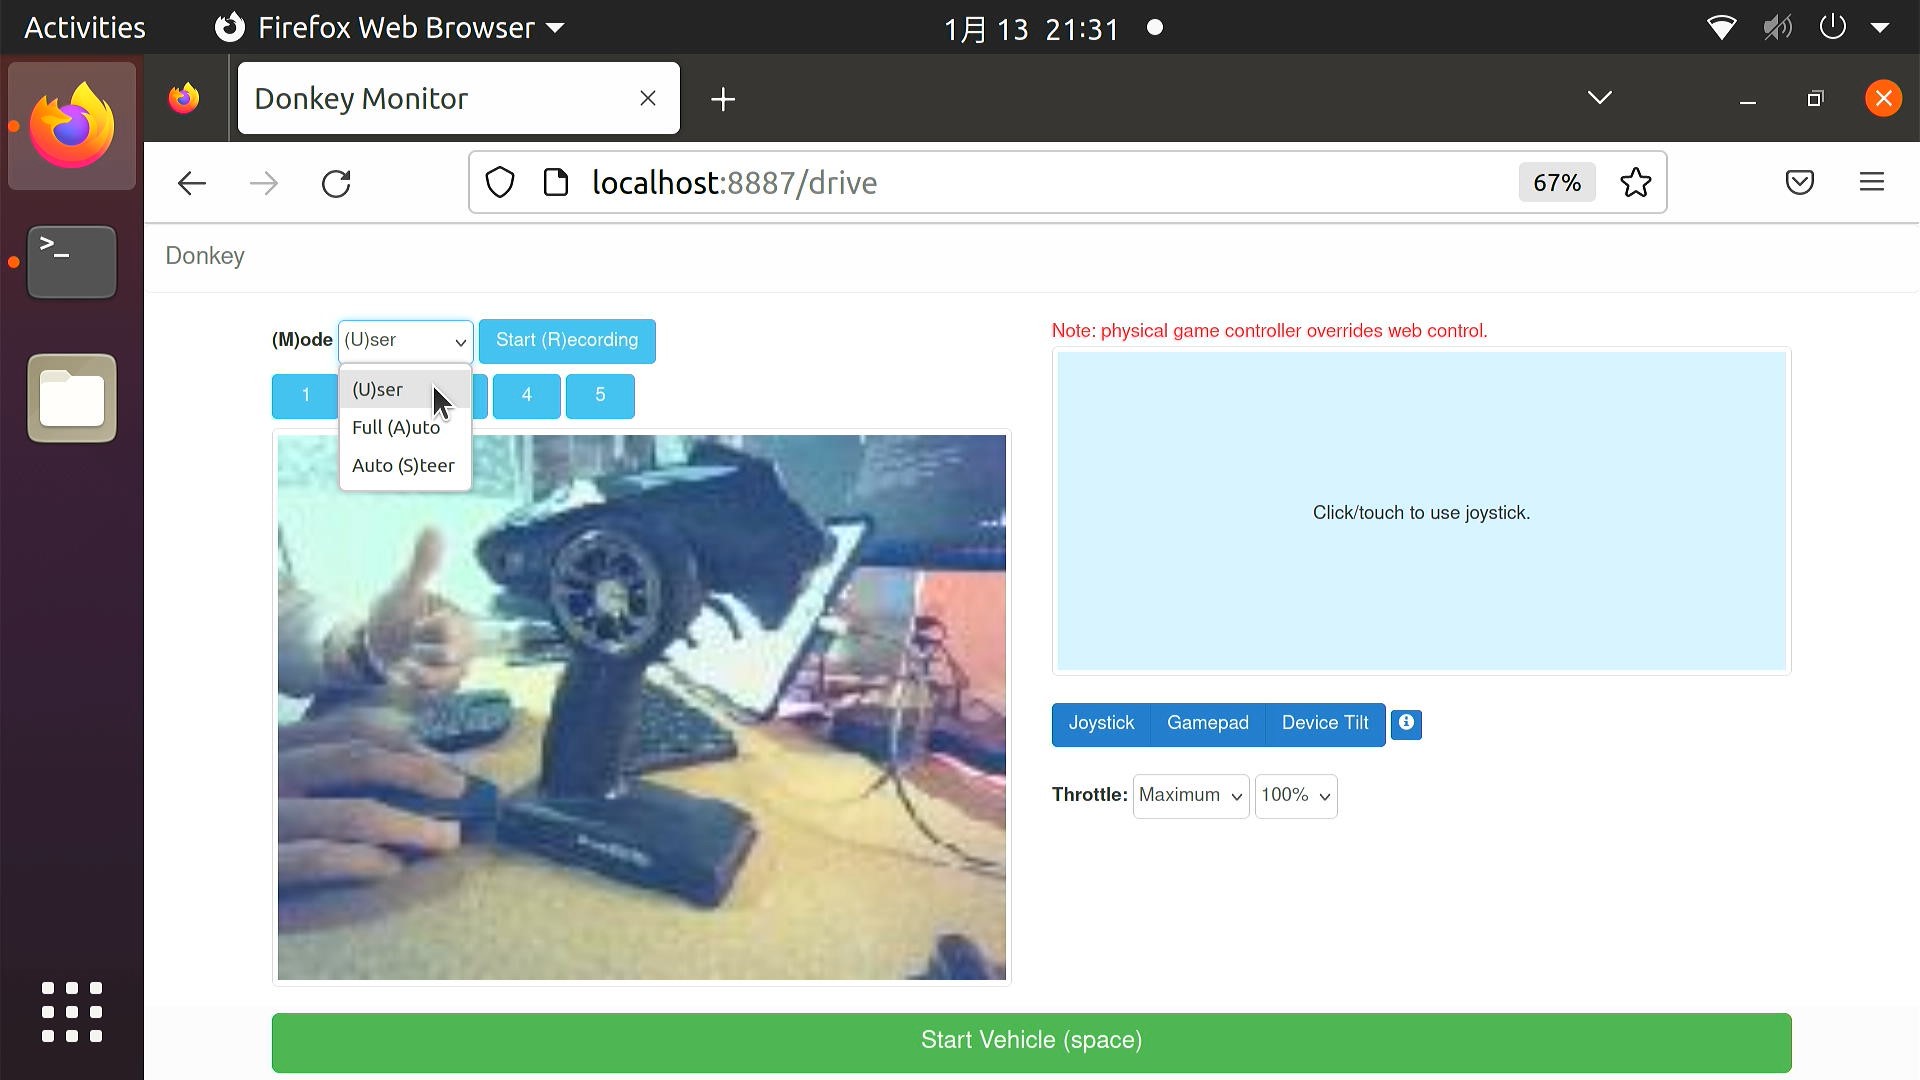 Activities Firefox Web Browser 1月 13 21:31
Donkey Monitor
localhost:8887/drive 67%
>_
Donkey
(M)ode (U)ser Start (R)ecording
(U)ser
Full (A)uto
Auto (S)teer
1 4 5
Note: physical game controller overrides web control.
Click/touch to use joystick.
Joystick Gamepad Device Tilt
Throttle: Maximum 100%
Start Vehicle (space)